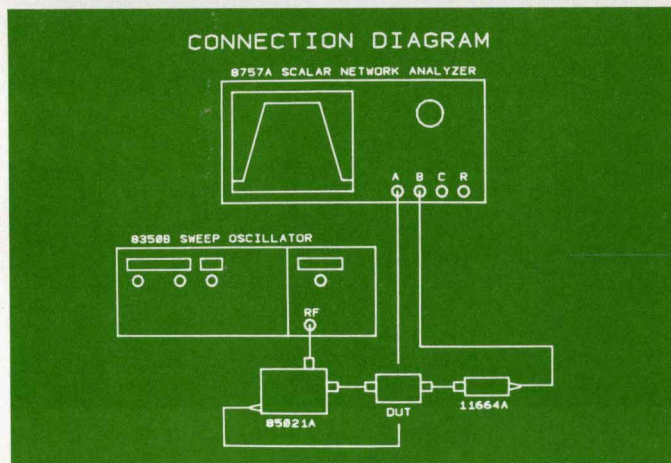 CONNECTION DIAGRAM
8757A SCALAR NETWORK ANALYZER
A B C R
8350B SWEEP OSCILLATOR
RF
85021A
DUT
11664A